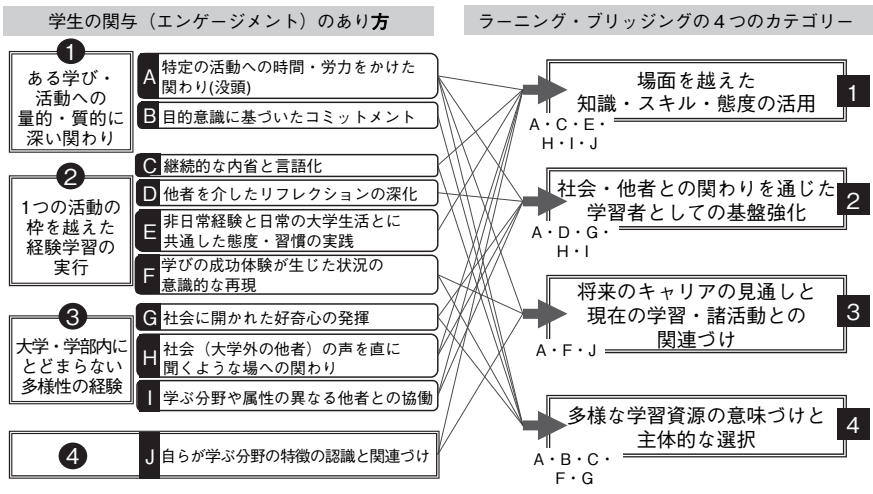 学生の関与（エンゲージメント）のあり方
ラーニング・ブリッジングの4つのカテゴリー
1
ある学び・
活動への
量的・質的に
深い関わり
A 特定の活動への時間・労力をかけた
関わり(没頭)
B 目的意識に基づいたコミットメント
2
1つの活動の
枠を越えた
経験学習の
実行
C 継続的な内省と言語化
D 他者を介したリフレクションの深化
E 非日常経験と日常の大学生活とに
共通した態度・習慣の実践
F 学びの成功体験が生じた状況の
意識的な再現
3
大学・学部内に
とどまらない
多様性の経験
G 社会に開かれた好奇心の発揮
H 社会（大学外の他者）の声を直に
聞くような場への関わり
I 学ぶ分野や属性の異なる他者との協働
4
J 自らが学ぶ分野の特徴の認識と関連づけ
場面を越えた
知識・スキル・態度の活用
1
A・C・E・
H・I・J
社会・他者との関わりを通じた
学習者としての基盤強化
2
A・D・G・
H・I
将来のキャリアの見通しと
現在の学習・諸活動との
関連づけ
3
A・F・J
多様な学習資源の意味づけと
主体的な選択
4
A・B・C・
F・G